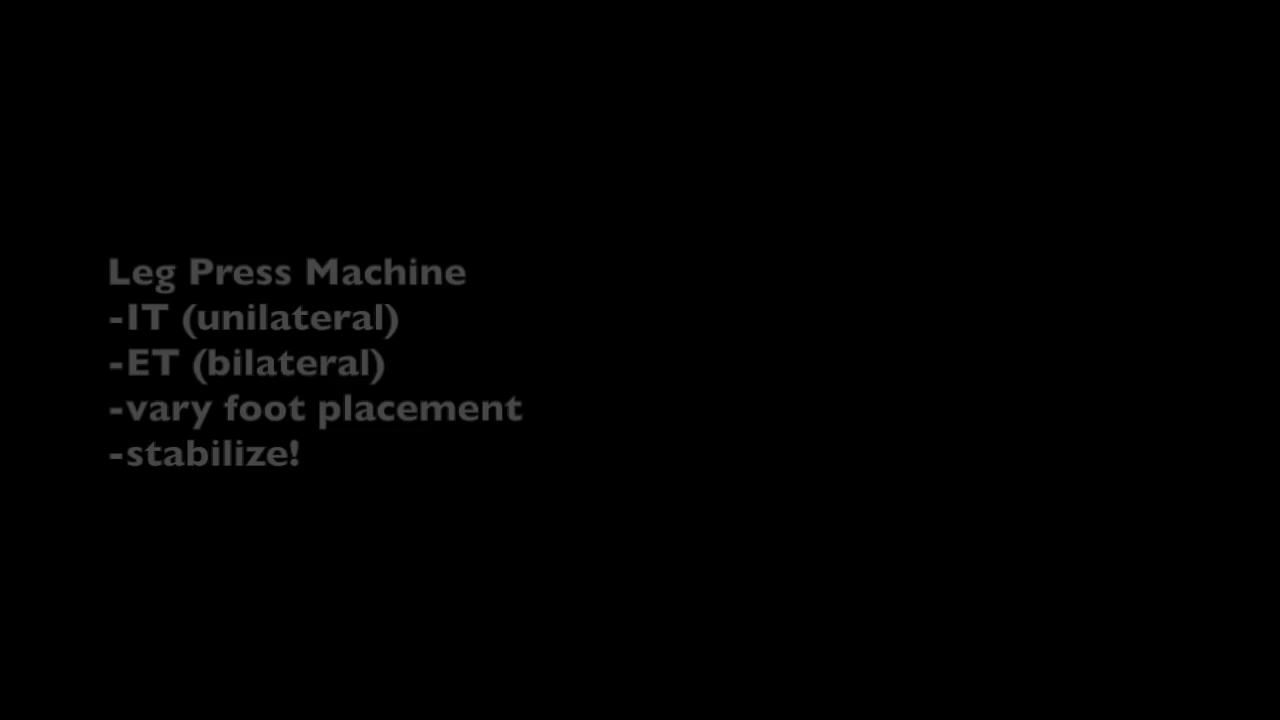 Leg Press Machine
-IT (unilateral)
-ET (bilateral)
-vary foot placement
-stabilize!